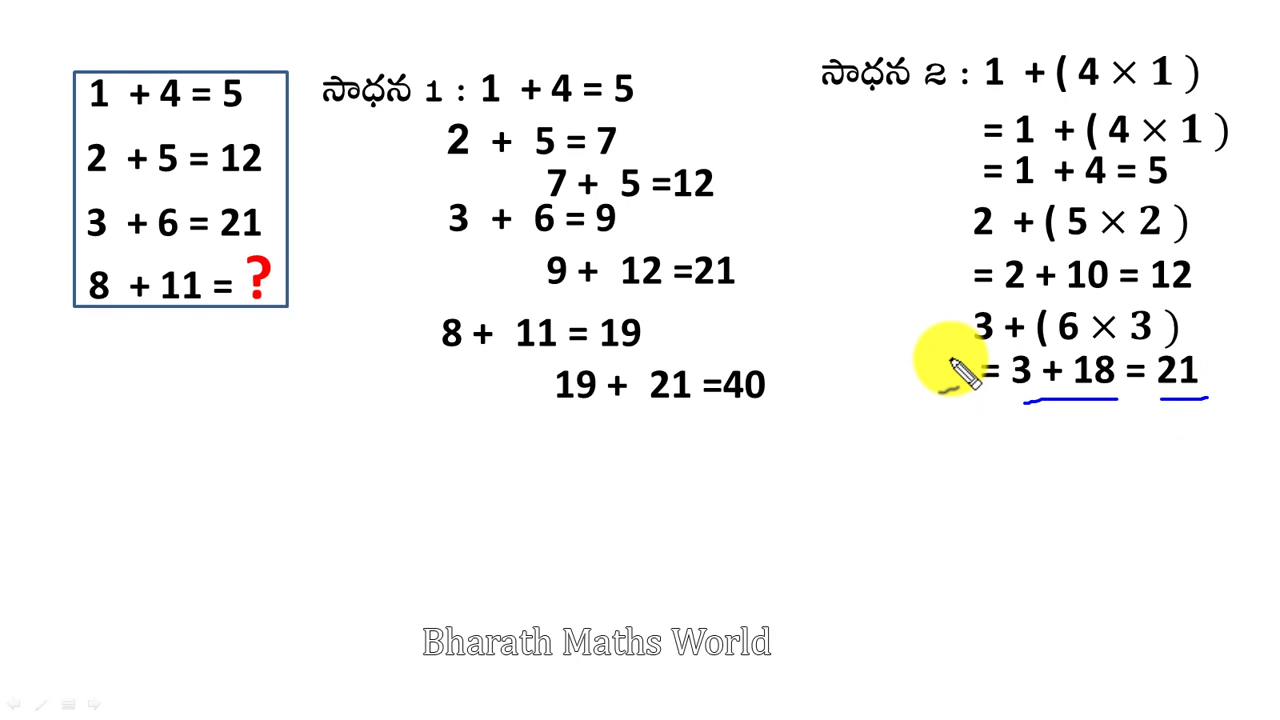 1 + 4 = 5
2 + 5 = 12
3 + 6 = 21
8 + 11 = ?
సాధన 1 : 1 + 4 = 5
2 + 5 = 7
7 + 5 =12
3 + 6 = 9
9 + 12 =21
8 + 11 = 19
19 + 21 =40
సాధన 2 : 1 + ( 4 × 1 )
= 1 + ( 4 × 1 )
= 1 + 4 = 5
2 + ( 5 × 2 )
= 2 + 10 = 12
3 + ( 6 × 3 )
= 3 + 18 = 21
Bharath Maths World